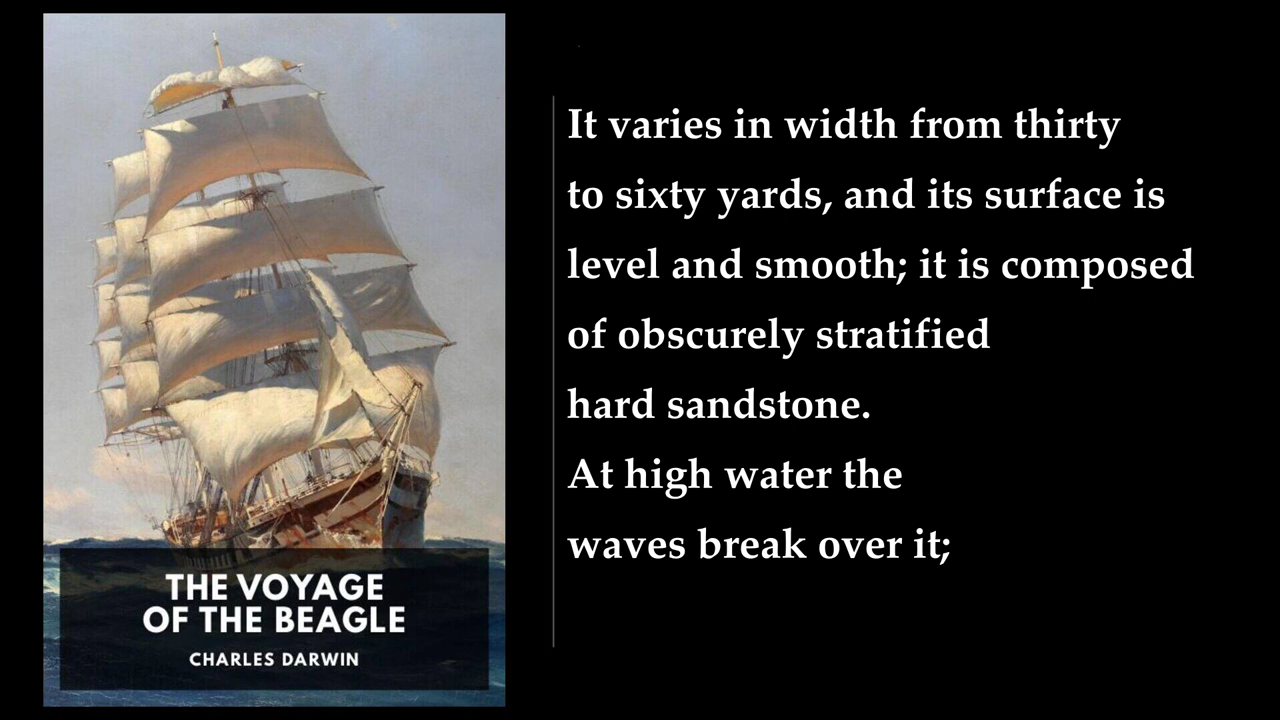 THE VOYAGE
OF THE BEAGLE
CHARLES DARWIN
It varies in width from thirty
to sixty yards, and its surface is
level and smooth; it is composed
of obscurely stratified
hard sandstone.
At high water the
waves break over it;